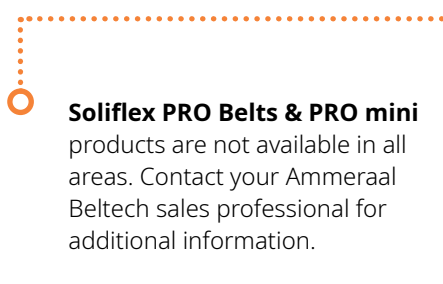 Soliflex PRO Belts & PRO mini
products are not available in all
areas. Contact your Ammeraal
Beltech sales professional for
additional information.